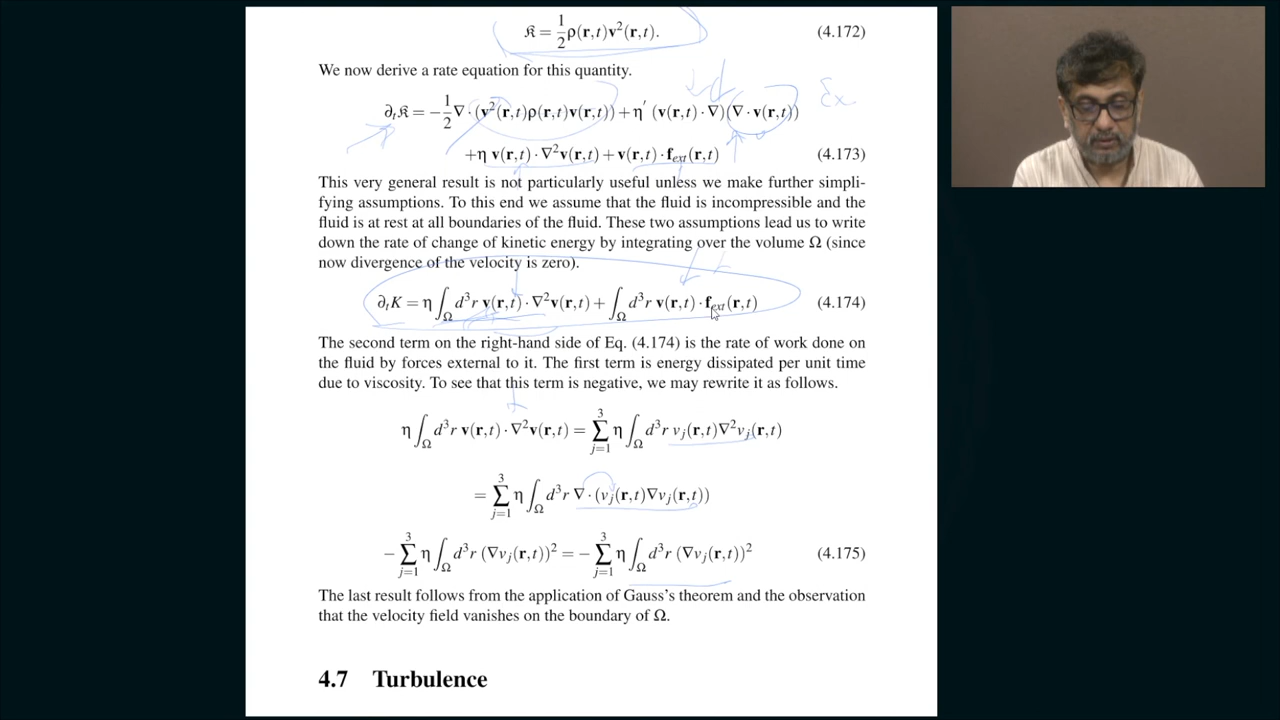 𝔎 = 1/2 ρ(r,t)v²(r,t). (4.172)
We now derive a rate equation for this quantity.
∂ₜ𝔎 = −1/2 ∇·(v²(r,t)ρ(r,t)v(r,t)) + η′ (v(r,t)·∇)(∇·v(r,t)) Ex
+η v(r,t)·∇²v(r,t) + v(r,t)·f_ext(r,t) (4.173)
This very general result is not particularly useful unless we make further simpli-
fying assumptions. To this end we assume that the fluid is incompressible and the
fluid is at rest at all boundaries of the fluid. These two assumptions lead us to write
down the rate of change of kinetic energy by integrating over the volume Ω (since
now divergence of the velocity is zero).
∂ₜK = η ∫_Ω d³r v(r,t)·∇²v(r,t) + ∫_Ω d³r v(r,t)·f_ext(r,t) (4.174)
The second term on the right-hand side of Eq. (4.174) is the rate of work done on
the fluid by forces external to it. The first term is energy dissipated per unit time
due to viscosity. To see that this term is negative, we may rewrite it as follows.
η ∫_Ω d³r v(r,t)·∇²v(r,t) = ∑_{j=1}^{3} η ∫_Ω d³r v_j(r,t)∇²v_j(r,t)
= ∑_{j=1}^{3} η ∫_Ω d³r ∇·(v_j(r,t)∇v_j(r,t))
− ∑_{j=1}^{3} η ∫_Ω d³r (∇v_j(r,t))² = − ∑_{j=1}^{3} η ∫_Ω d³r (∇v_j(r,t))² (4.175)
The last result follows from the application of Gauss's theorem and the observation
that the velocity field vanishes on the boundary of Ω.
4.7 Turbulence